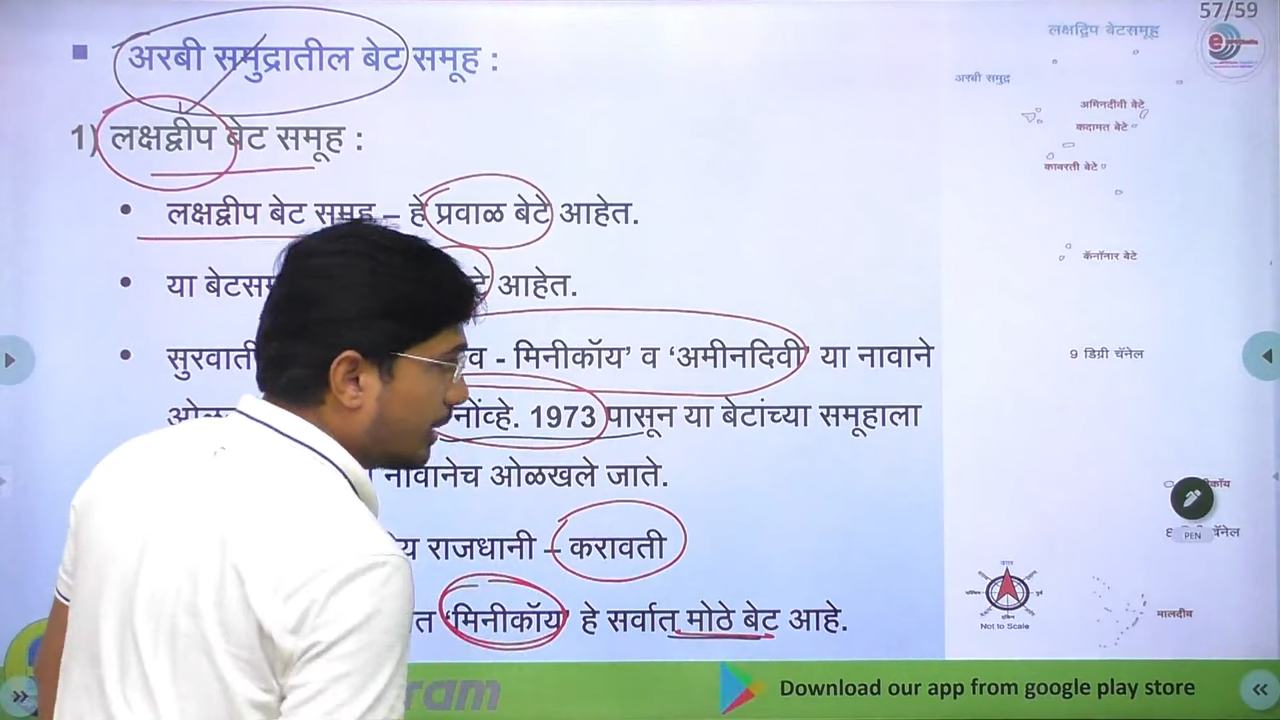 57/59
▪ अरबी समुद्रातील बेट समूह :
1) लक्षद्वीप बेट समूह :
• लक्षद्वीप बेट समूह – हे प्रवाळ बेटे आहेत.
• या आहेत.
• - मिनीकॉय’ व ‘अमीनदिवी’ या नावाने
नोंव्हे. 1973 पासून या बेटांच्या समूहाला
नावानेच ओळखले जाते.
राजधानी – करावती
‘मिनीकॉय’ हे सर्वात मोठे बेट आहे.
लक्षद्विप बेटसमूह
अरबी समुद्र
अमिनदीवी बेटे
कदामत बेटे
कावरती बेटे
कॅनॉनार बेटे
9 डिग्री चॅनेल
PEN
मालदीव
Not to Scale
Download our app from google play store